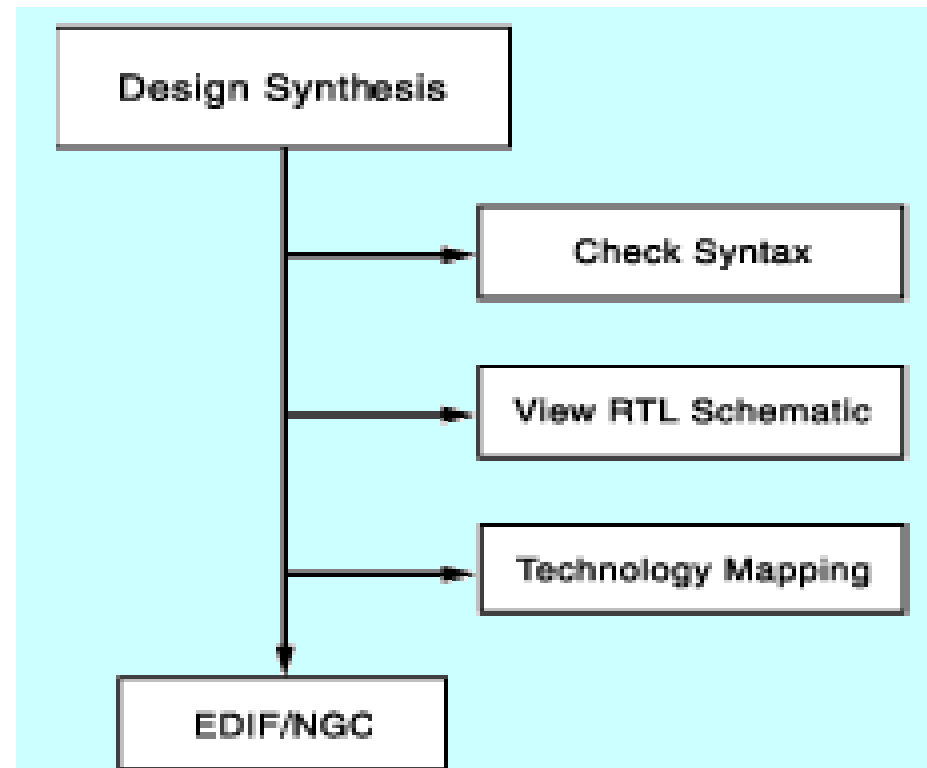 Design Synthesis
Check Syntax
View RTL Schematic
Technology Mapping
EDIF/NGC